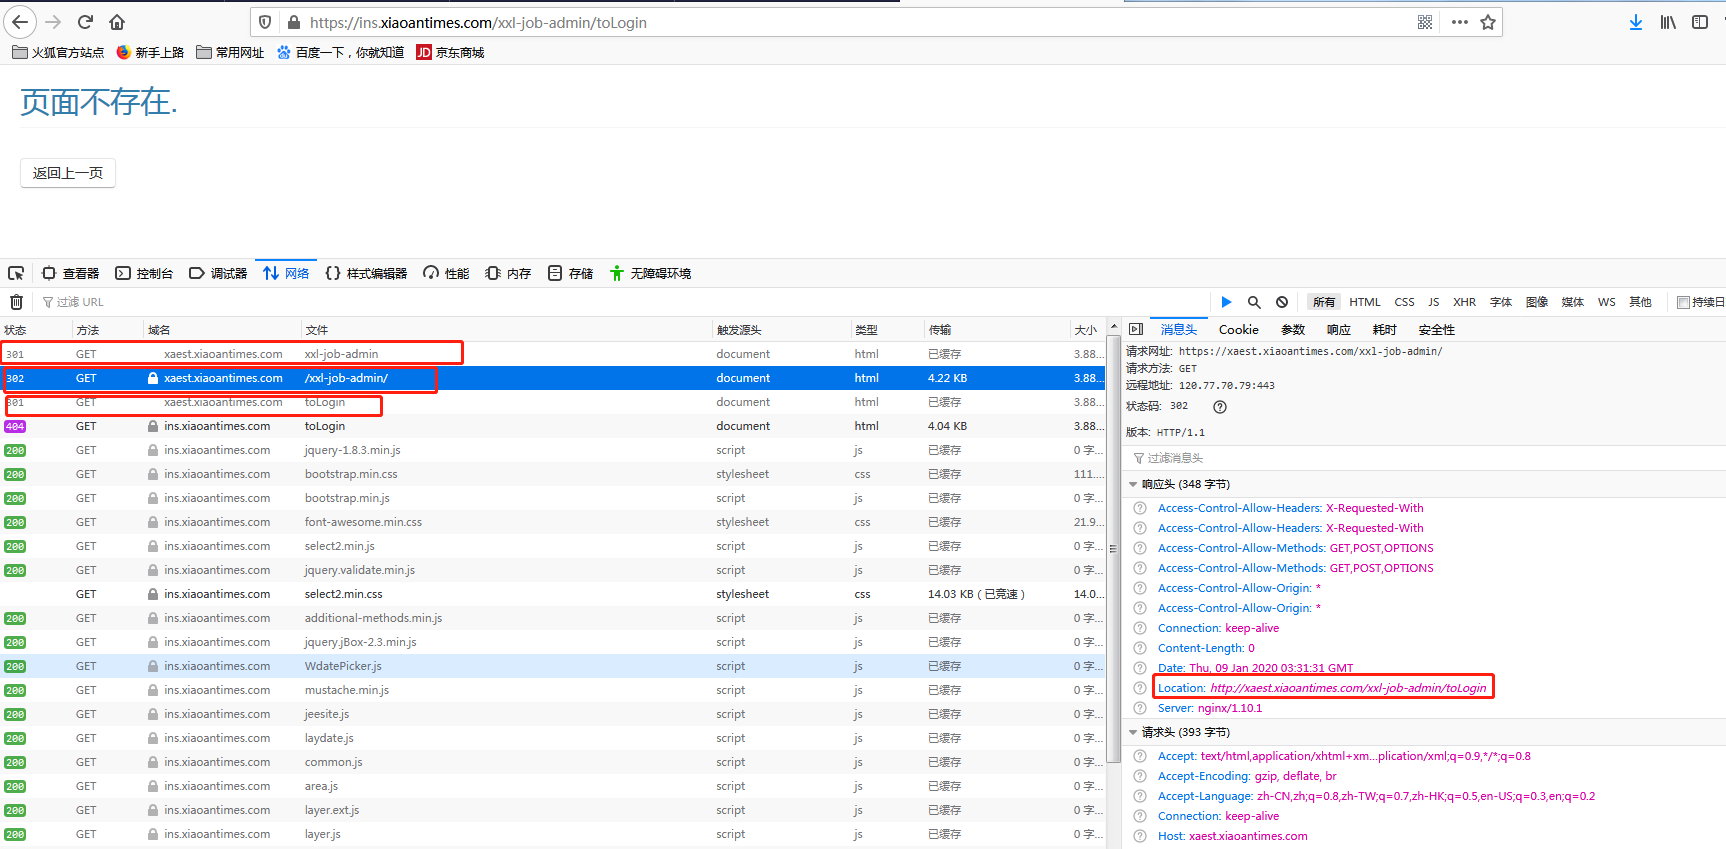 https://ins.xiaoantimes.com/xxl-job-admin/toLogin
火狐官方站点 新手上路 常用网址 百度一下，你就知道 JD 京东商城
页面不存在.
返回上一页
查看器 控制台 调试器 网络 {} 样式编辑器 性能 内存 存储 无障碍环境
过滤 URL 所有 HTML CSS JS XHR 字体 图像 媒体 WS 其他 持续日
状态 方法 域名 文件 触发源头 类型 传输 大小
301 GET xaest.xiaoantimes.com xxl-job-admin document html 已缓存 3.88...
302 GET xaest.xiaoantimes.com /xxl-job-admin/ document html 4.22 KB 3.88...
301 GET xaest.xiaoantimes.com toLogin document html 已缓存 3.88...
404 GET ins.xiaoantimes.com toLogin document html 4.04 KB 3.88...
200 GET ins.xiaoantimes.com jquery-1.8.3.min.js script js 已缓存 0 字...
200 GET ins.xiaoantimes.com bootstrap.min.css stylesheet css 已缓存 111....
200 GET ins.xiaoantimes.com bootstrap.min.js script js 已缓存 0 字...
200 GET ins.xiaoantimes.com font-awesome.min.css stylesheet css 已缓存 21.9...
200 GET ins.xiaoantimes.com select2.min.js script js 已缓存 0 字...
200 GET ins.xiaoantimes.com jquery.validate.min.js script js 已缓存 0 字...
GET ins.xiaoantimes.com select2.min.css stylesheet css 14.03 KB（已竞速） 14.0...
200 GET ins.xiaoantimes.com additional-methods.min.js script js 已缓存 0 字...
200 GET ins.xiaoantimes.com jquery.jBox-2.3.min.js script js 已缓存 0 字...
200 GET ins.xiaoantimes.com WdatePicker.js script js 已缓存 0 字...
200 GET ins.xiaoantimes.com mustache.min.js script js 已缓存 0 字...
200 GET ins.xiaoantimes.com jeesite.js script js 已缓存 0 字...
200 GET ins.xiaoantimes.com laydate.js script js 已缓存 0 字...
200 GET ins.xiaoantimes.com common.js script js 已缓存 0 字...
200 GET ins.xiaoantimes.com area.js script js 已缓存 0 字...
200 GET ins.xiaoantimes.com layer.ext.js script js 已缓存 0 字...
200 GET ins.xiaoantimes.com layer.js script js 已缓存 0 字...
消息头 Cookie 参数 响应 耗时 安全性
请求网址: https://xaest.xiaoantimes.com/xxl-job-admin/
请求方法: GET
远程地址: 120.77.70.79:443
状态码: 302
版本: HTTP/1.1
过滤消息头
响应头 (348 字节)
Access-Control-Allow-Headers: X-Requested-With
Access-Control-Allow-Headers: X-Requested-With
Access-Control-Allow-Methods: GET,POST,OPTIONS
Access-Control-Allow-Methods: GET,POST,OPTIONS
Access-Control-Allow-Origin: *
Access-Control-Allow-Origin: *
Connection: keep-alive
Content-Length: 0
Date: Thu, 09 Jan 2020 03:31:31 GMT
Location: http://xaest.xiaoantimes.com/xxl-job-admin/toLogin
Server: nginx/1.10.1
请求头 (393 字节)
Accept: text/html,application/xhtml+xm...plication/xml;q=0.9,*/*;q=0.8
Accept-Encoding: gzip, deflate, br
Accept-Language: zh-CN,zh;q=0.8,zh-TW;q=0.7,zh-HK;q=0.5,en-US;q=0.3,en;q=0.2
Connection: keep-alive
Host: xaest.xiaoantimes.com